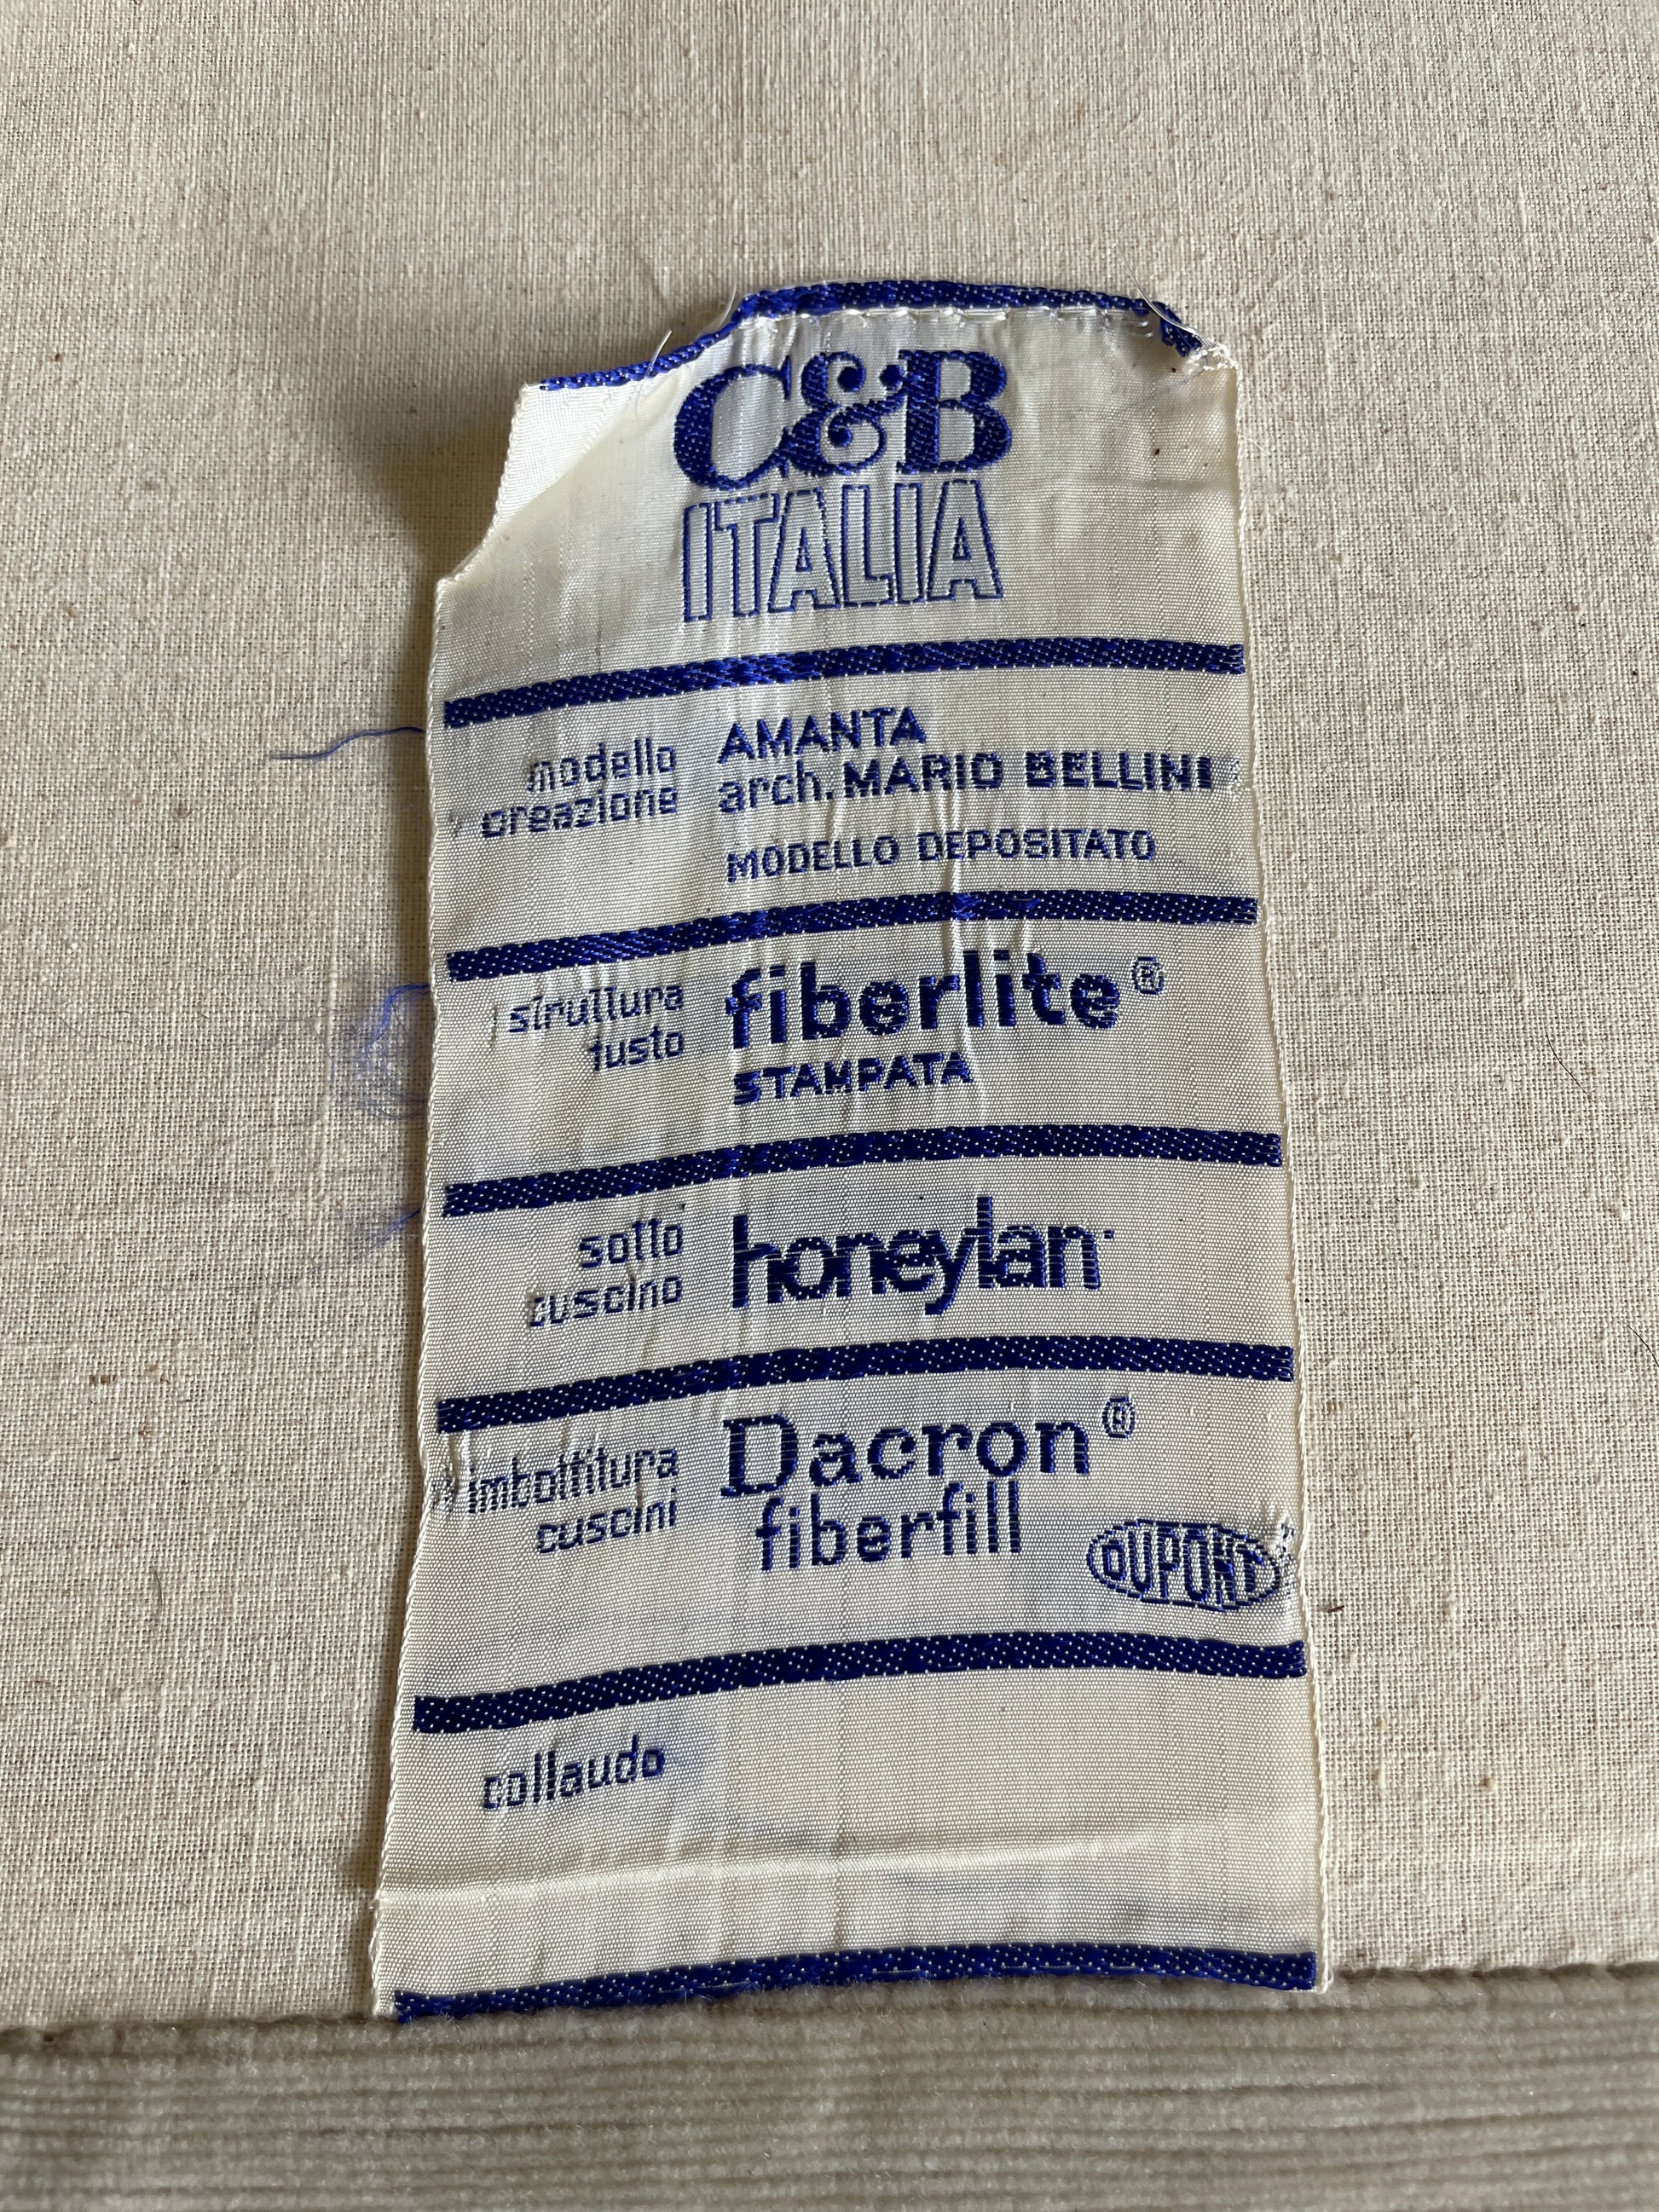 C&B
ITALIA
modello AMANTA
creazione arch. MARIO BELLINI
MODELLO DEPOSITATO
struttura fiberlite®
fusto STAMPATA
sotto honeylan
cuscino
imbottitura Dacron®
cuscini fiberfill
DUPONT
collaudo